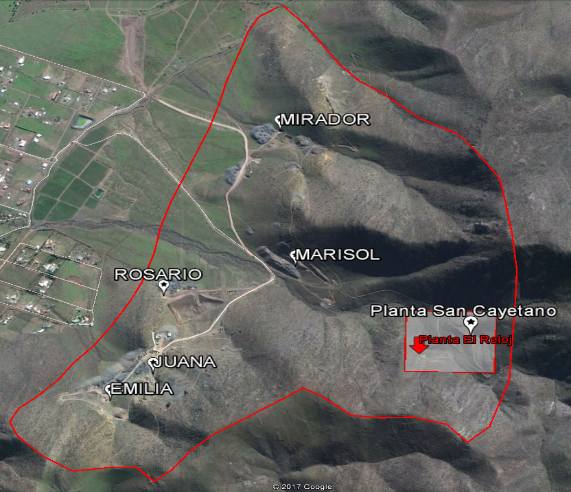 MIRADOR
MARISOL
ROSARIO
Planta San Cayetano
Planta El Reloj
JUANA
EMILIA
© 2017 Google